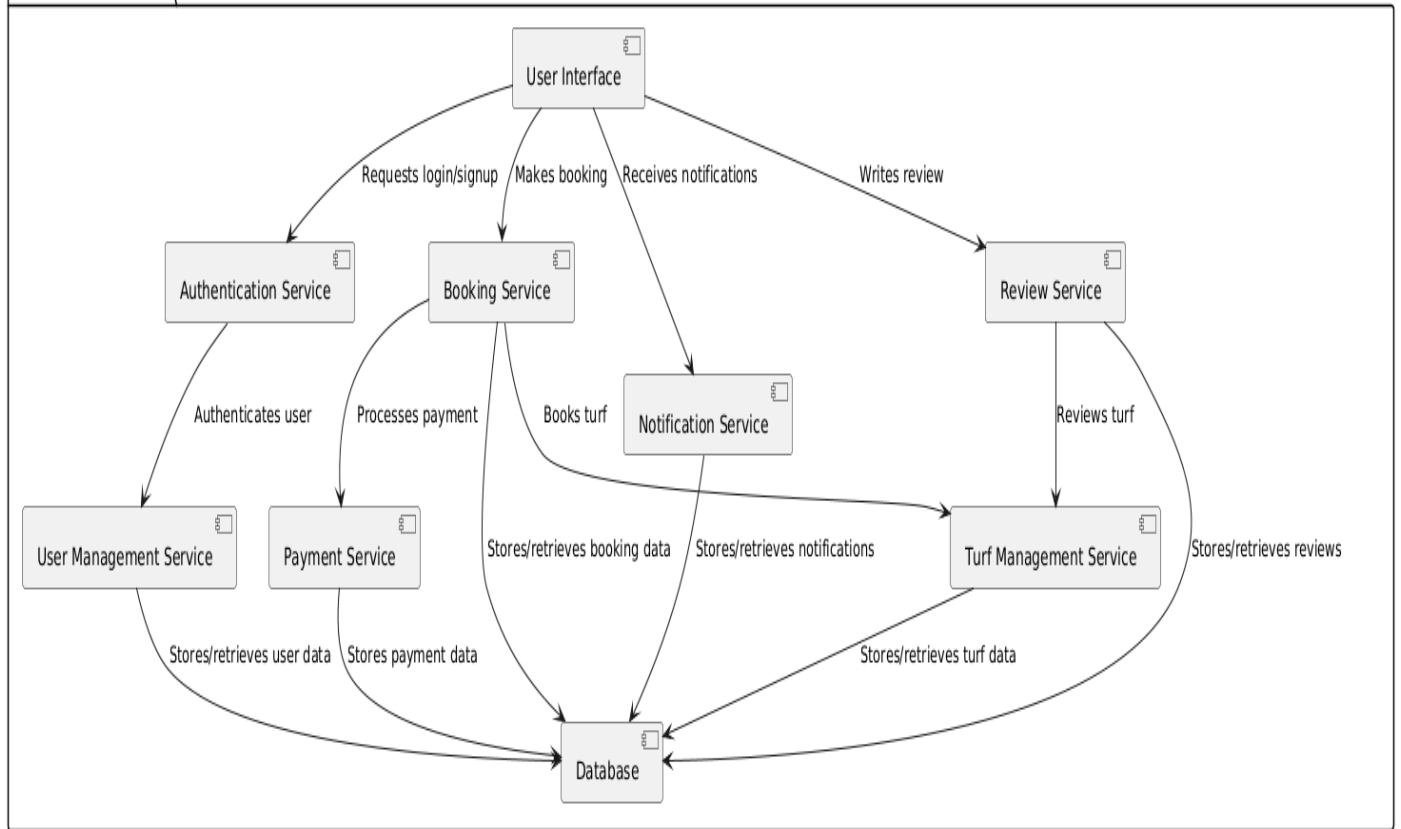 User Interface
Requests login/signup
Makes booking
Receives notifications
Writes review
Authentication Service
Booking Service
Review Service
Authenticates user
Processes payment
Books turf
Notification Service
Reviews turf
User Management Service
Payment Service
Stores/retrieves booking data
Stores/retrieves notifications
Turf Management Service
Stores/retrieves reviews
Stores/retrieves user data
Stores payment data
Stores/retrieves turf data
Database